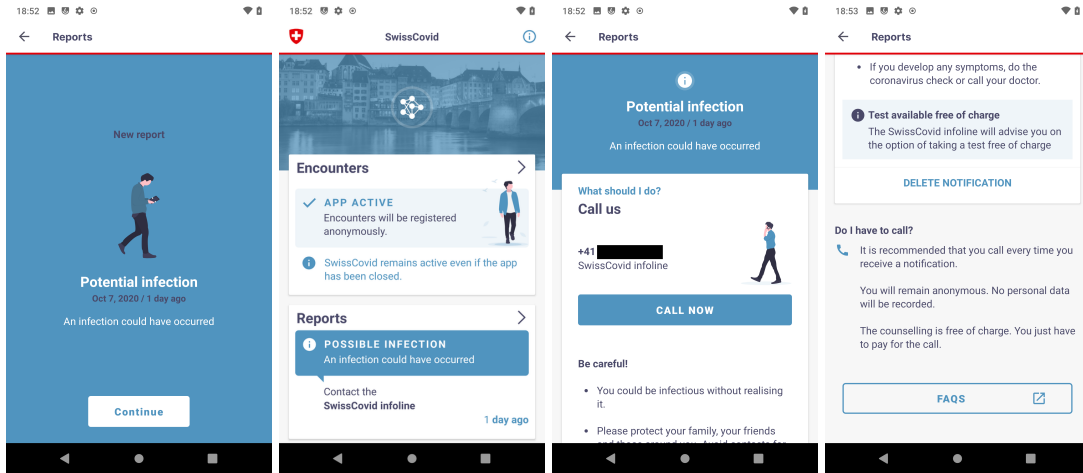 18:52
Reports
New report
Potential infection
Oct 7, 2020 / 1 day ago
An infection could have occurred
Continue
18:52
SwissCovid
Encounters
APP ACTIVE
Encounters will be registered
anonymously.
SwissCovid remains active even if the app
has been closed.
Reports
POSSIBLE INFECTION
An infection could have occurred
Contact the
SwissCovid infoline
1 day ago
18:52
Reports
Potential infection
Oct 7, 2020 / 1 day ago
An infection could have occurred
What should I do?
Call us
+41
SwissCovid infoline
CALL NOW
Be careful!
• You could be infectious without realising
it.
• Please protect your family, your friends
and those around you. Avoid contacts for
18:53
Reports
• If you develop any symptoms, do the
coronavirus check or call your doctor.
Test available free of charge
The SwissCovid infoline will advise you on
the option of taking a test free of charge
DELETE NOTIFICATION
Do I have to call?
It is recommended that you call every time you
receive a notification.
You will remain anonymous. No personal data
will be recorded.
The counselling is free of charge. You just have
to pay for the call.
FAQS